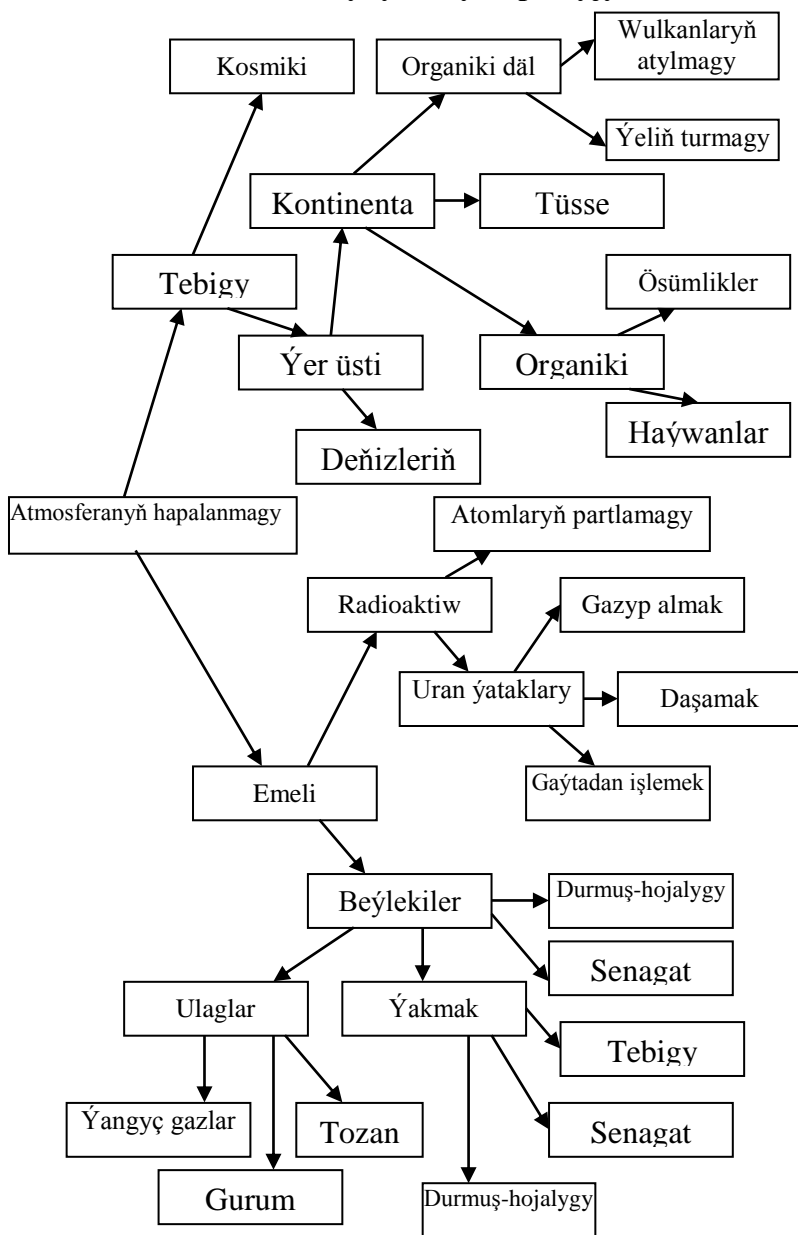 Wulkanlaryň
atylmagy
Kosmiki
Organiki däl
Ýeliň turmagy
Kontinenta
Tüsse
Tebigy
Ösümlikler
Ýer üsti
Organiki
Haýwanlar
Deňizleriň
Atmosferanyň hapalanmagy
Atomlaryň partlamagy
Radioaktiw
Gazyp almak
Uran ýataklary
Daşamak
Gaýtadan işlemek
Emeli
Beýlekiler
Durmuş-hojalygy
Senagat
Ulaglar
Ýakmak
Tebigy
Ýangyç gazlar
Tozan
Senagat
Gurum
Durmuş-hojalygy